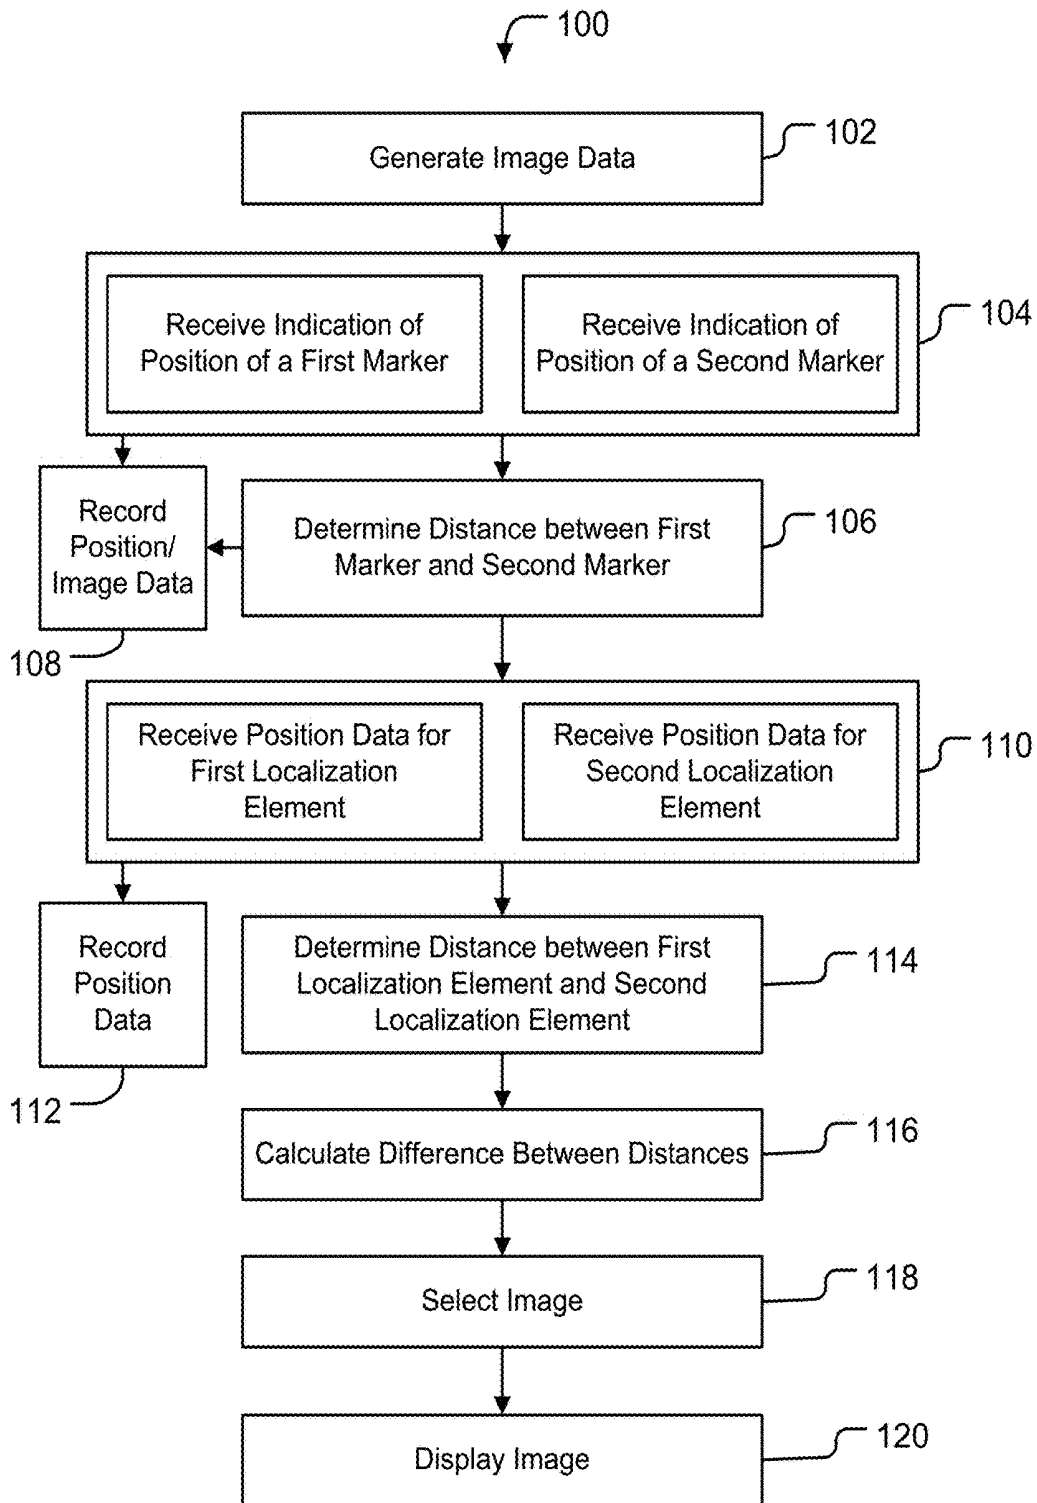 100
Generate Image Data
102
Receive Indication of
Position of a First Marker
Receive Indication of
Position of a Second Marker
104
Record
Position/
Image Data
108
Determine Distance between First
Marker and Second Marker
106
Receive Position Data for
First Localization
Element
Receive Position Data for
Second Localization
Element
110
Record
Position
Data
112
Determine Distance between First
Localization Element and Second
Localization Element
114
Calculate Difference Between Distances
116
Select Image
118
Display Image
120